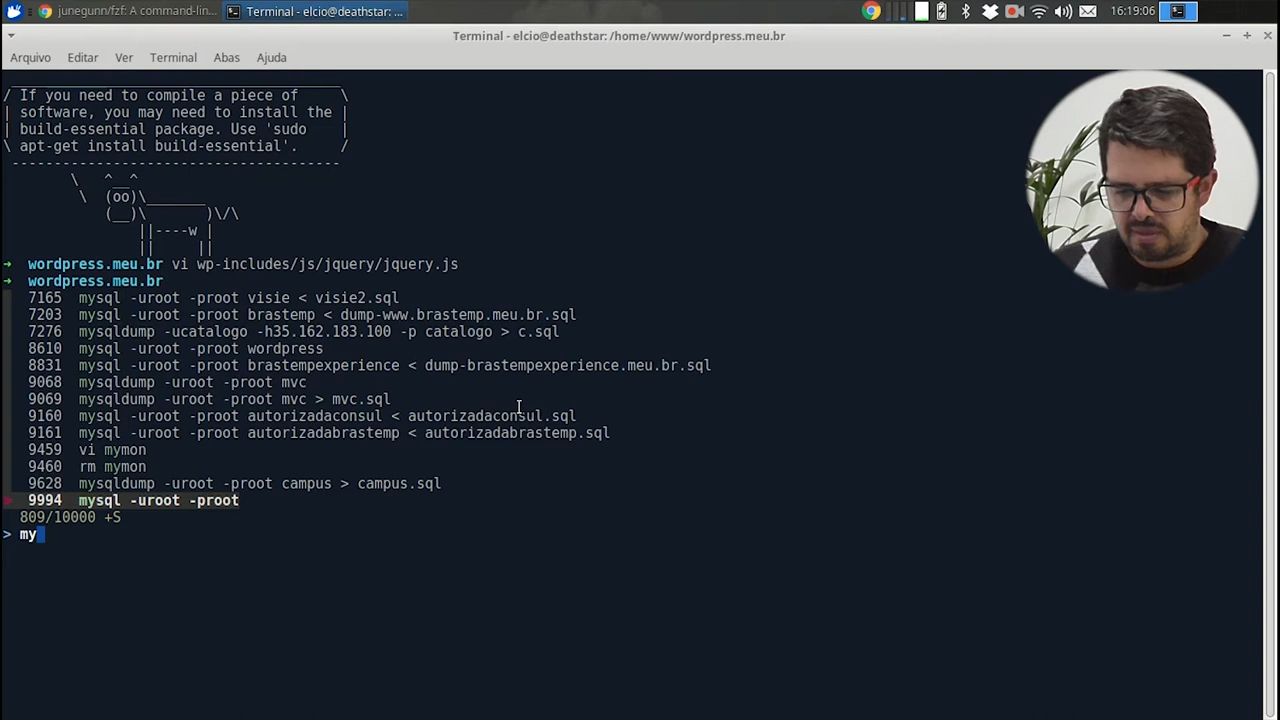 junegunn/fzf: A command-lin...
Terminal - elcio@deathstar: ...
16:19:06
Terminal - elcio@deathstar: /home/www/wordpress.meu.br
Arquivo Editar Ver Terminal Abas Ajuda
/ If you need to compile a piece of \
| software, you may need to install the |
| build-essential package. Use 'sudo |
\ apt-get install build-essential'. /
---------------------------------------
\ ^__^
\ (oo)\_______
(__)\ )\/\
||----w |
|| ||
➜ wordpress.meu.br vi wp-includes/js/jquery/jquery.js
➜ wordpress.meu.br
7165 mysql -uroot -proot visie < visie2.sql
7203 mysql -uroot -proot brastemp < dump-www.brastemp.meu.br.sql
7276 mysqldump -ucatalogo -h35.162.183.100 -p catalogo > c.sql
8610 mysql -uroot -proot wordpress
8831 mysql -uroot -proot brastempexperience < dump-brastempexperience.meu.br.sql
9068 mysqldump -uroot -proot mvc
9069 mysqldump -uroot -proot mvc > mvc.sql
9160 mysql -uroot -proot autorizadaconsul < autorizadaconsul.sql
9161 mysql -uroot -proot autorizadabrastemp < autorizadabrastemp.sql
9459 vi mymon
9460 rm mymon
9628 mysqldump -uroot -proot campus > campus.sql
9994 mysql -uroot -proot
809/10000 +S
> my